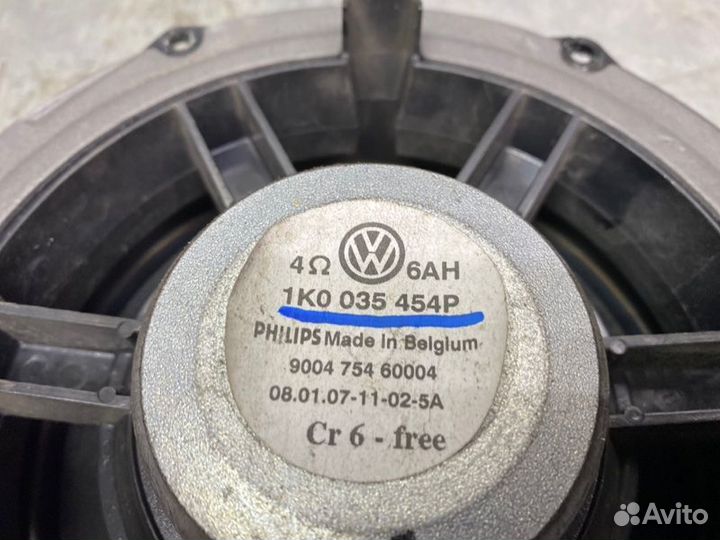 4Ω VW 6AH
1K0 035 454P
PHILIPS Made in Belgium
9004 754 60004
08.01.07-11-02-5A
Cr 6 - free
Avito